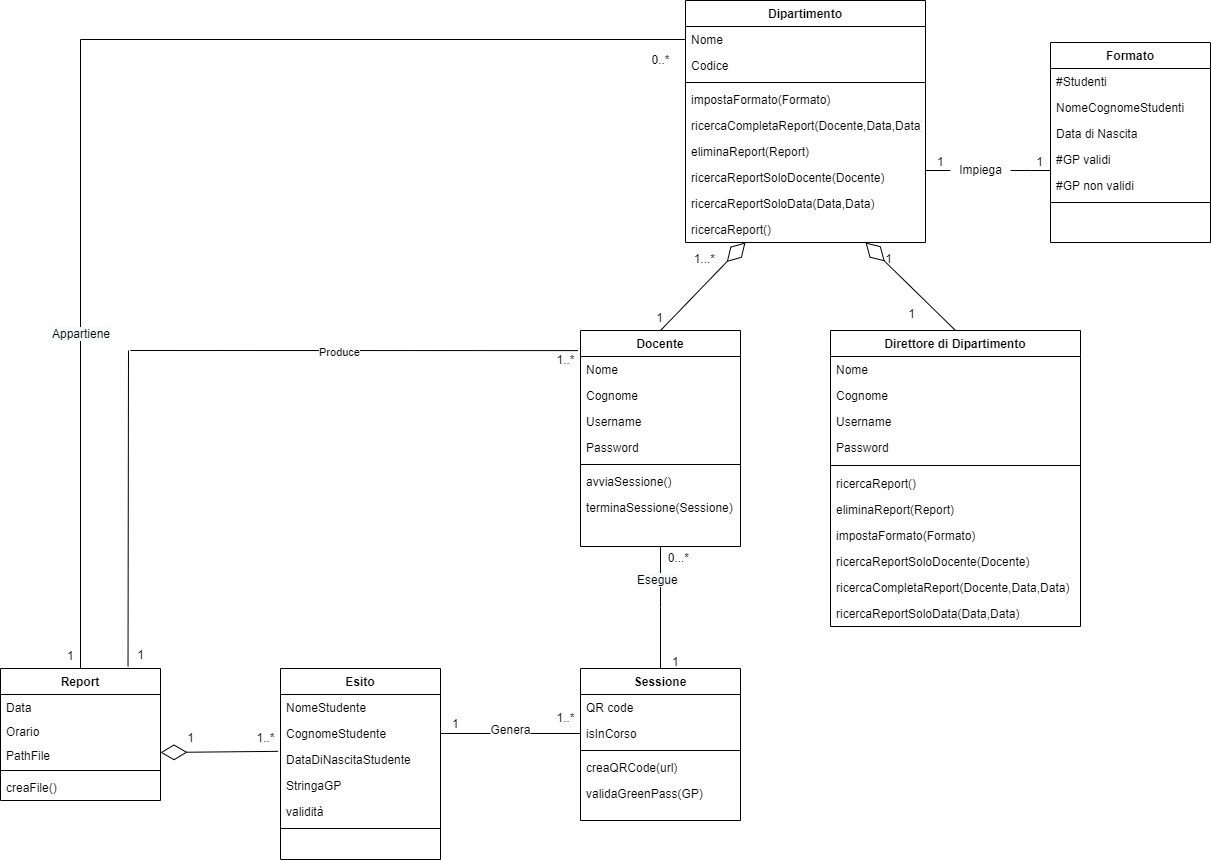 Dipartimento
Nome
Codice
impostaFormato(Formato)
ricercaCompletaReport(Docente,Data,Data
eliminaReport(Report)
ricercaReportSoloDocente(Docente)
ricercaReportSoloData(Data,Data)
ricercaReport()
0..*
Formato
#Studenti
NomeCognomeStudenti
Data di Nascita
#GP validi
#GP non validi
1
Impiega
1
1...*
1
1
1
Appartiene
Produce
1..*
Docente
Nome
Cognome
Username
Password
avviaSessione()
terminaSessione(Sessione)
Direttore di Dipartimento
Nome
Cognome
Username
Password
ricercaReport()
eliminaReport(Report)
impostaFormato(Formato)
ricercaReportSoloDocente(Docente)
ricercaCompletaReport(Docente,Data,Data)
ricercaReportSoloData(Data,Data)
0...*
Esegue
1
1
1
Report
Data
Orario
PathFile
creaFile()
1
1..*
Esito
NomeStudente
CognomeStudente
DataDiNascitaStudente
StringaGP
validità
1
Genera
1..*
Sessione
QR code
isInCorso
creaQRCode(url)
validaGreenPass(GP)